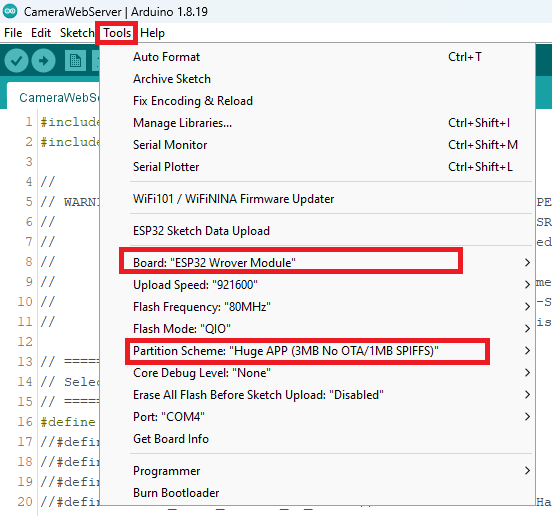 CameraWebServer | Arduino 1.8.19
File Edit Sketch Tools Help
Auto Format Ctrl+T
Archive Sketch
Fix Encoding & Reload
Manage Libraries... Ctrl+Shift+I
Serial Monitor Ctrl+Shift+M
Serial Plotter Ctrl+Shift+L
WiFi101 / WiFiNINA Firmware Updater
ESP32 Sketch Data Upload
Board: "ESP32 Wrover Module"
Upload Speed: "921600"
Flash Frequency: "80MHz"
Flash Mode: "QIO"
Partition Scheme: "Huge APP (3MB No OTA/1MB SPIFFS)"
Core Debug Level: "None"
Erase All Flash Before Sketch Upload: "Disabled"
Port: "COM4"
Get Board Info
Programmer
Burn Bootloader
CameraWebSe
1 #include
2 #include
3
4 //
5 // WARNI PE
6 // SR
7 // ed
8 //
9 // me
10 // -S
11 // is
12
13 // =====
14 // Selec
15 // =====
16 #define
17 //#defin
18 //#defin
19 //#defin
20 //#defin Ha